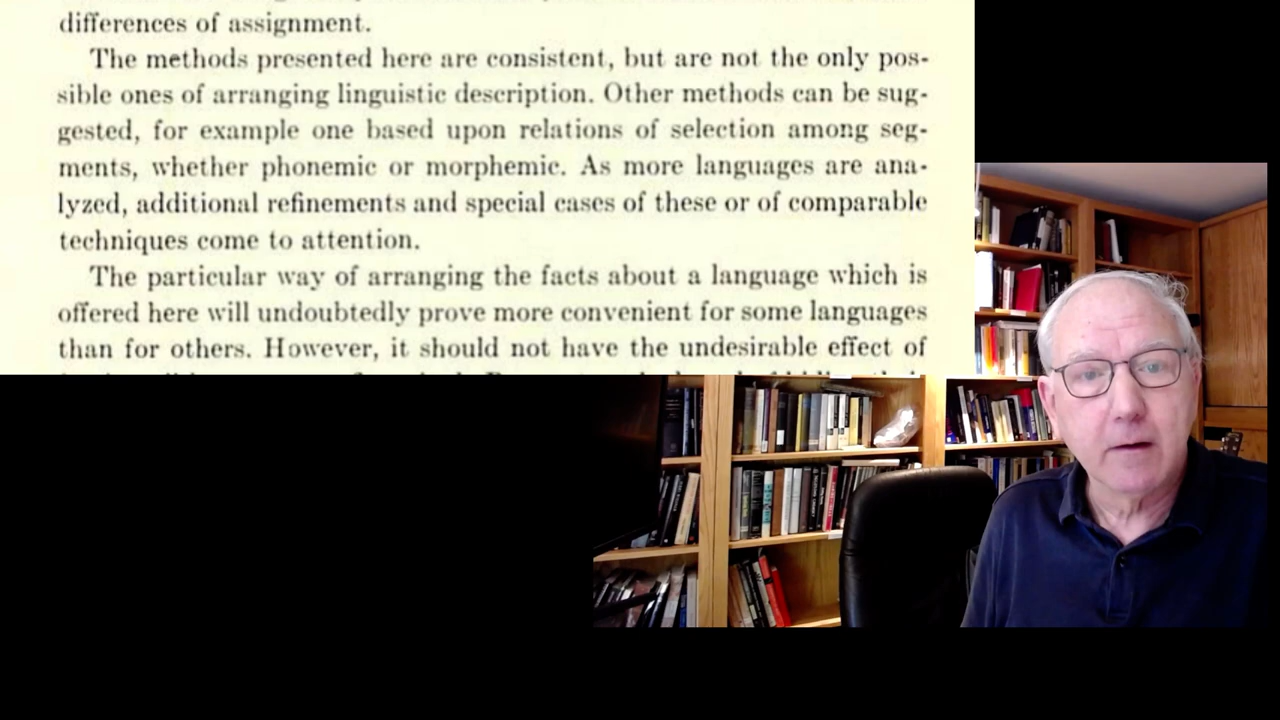 differences of assignment.
The methods presented here are consistent, but are not the only pos-
sible ones of arranging linguistic description. Other methods can be sug-
gested, for example one based upon relations of selection among seg-
ments, whether phonemic or morphemic. As more languages are ana-
lyzed, additional refinements and special cases of these or of comparable
techniques come to attention.
The particular way of arranging the facts about a language which is
offered here will undoubtedly prove more convenient for some languages
than for others. However, it should not have the undesirable effect of